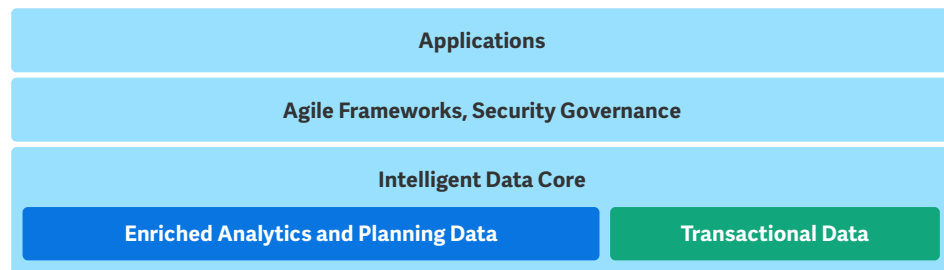 Applications
Agile Frameworks, Security Governance
Intelligent Data Core
Enriched Analytics and Planning Data
Transactional Data